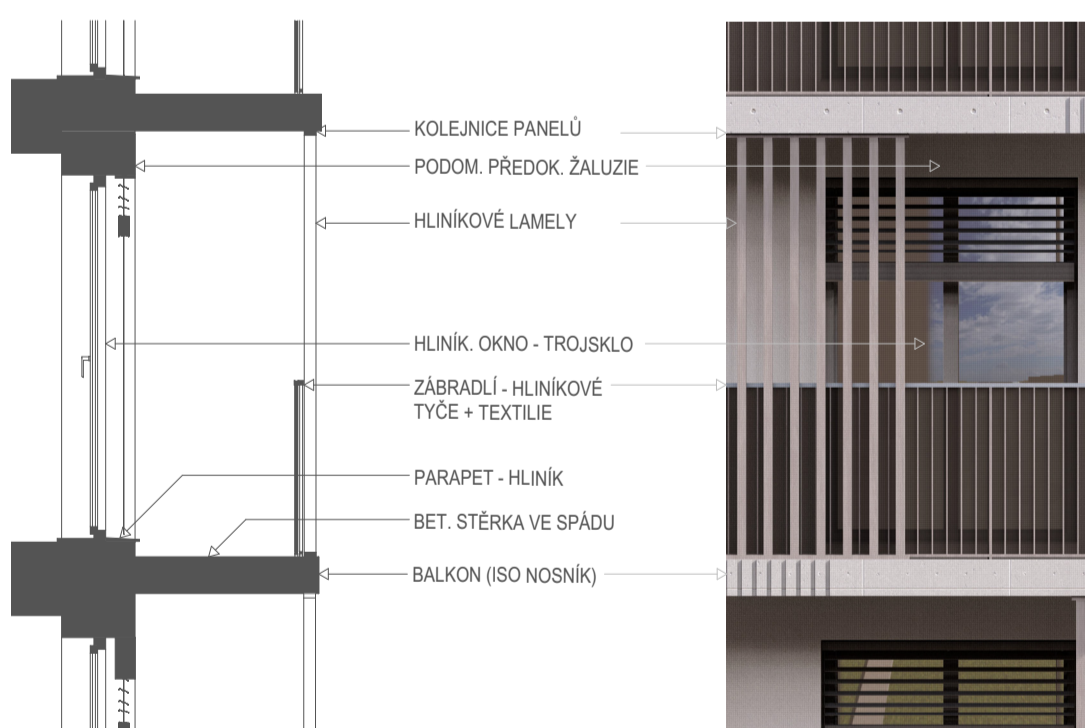 KOLEJNICE PANELŮ
PODOM. PŘEDOK. ŽALUZIE
HLINÍKOVÉ LAMELY
HLINÍK. OKNO - TROJSKLO
ZÁBRADLÍ - HLINÍKOVÉ
TYČE + TEXTILIE
PARAPET - HLINÍK
BET. STĚRKA VE SPÁDU
BALKON (ISO NOSNÍK)